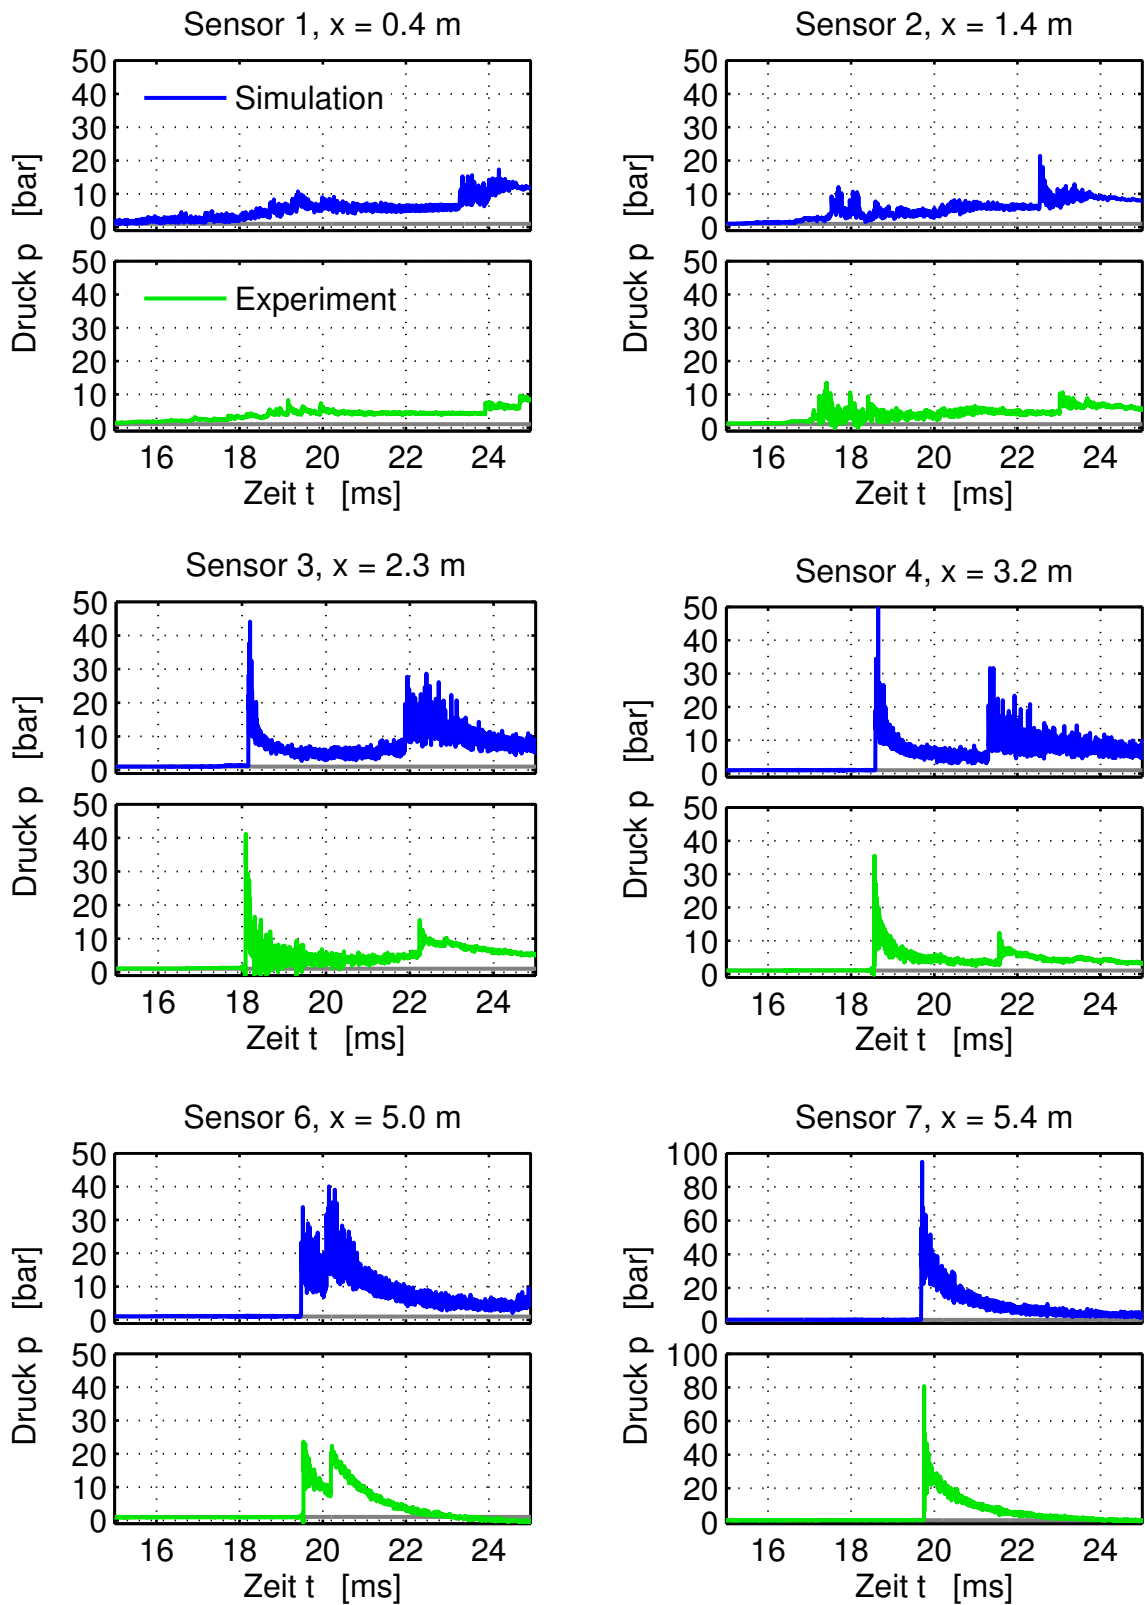 Sensor 1, x = 0.4 m
50
40
30
20
10
0
Simulation
50
40
30
20
10
0
Experiment
Druck p [bar]
16 18 20 22 24
Zeit t [ms]
Sensor 2, x = 1.4 m
50
40
30
20
10
0
50
40
30
20
10
0
Druck p [bar]
16 18 20 22 24
Zeit t [ms]
Sensor 3, x = 2.3 m
50
40
30
20
10
0
50
40
30
20
10
0
Druck p [bar]
16 18 20 22 24
Zeit t [ms]
Sensor 4, x = 3.2 m
50
40
30
20
10
0
50
40
30
20
10
0
Druck p [bar]
16 18 20 22 24
Zeit t [ms]
Sensor 6, x = 5.0 m
50
40
30
20
10
0
50
40
30
20
10
0
Druck p [bar]
16 18 20 22 24
Zeit t [ms]
Sensor 7, x = 5.4 m
100
80
60
40
20
0
100
80
60
40
20
0
Druck p [bar]
16 18 20 22 24
Zeit t [ms]